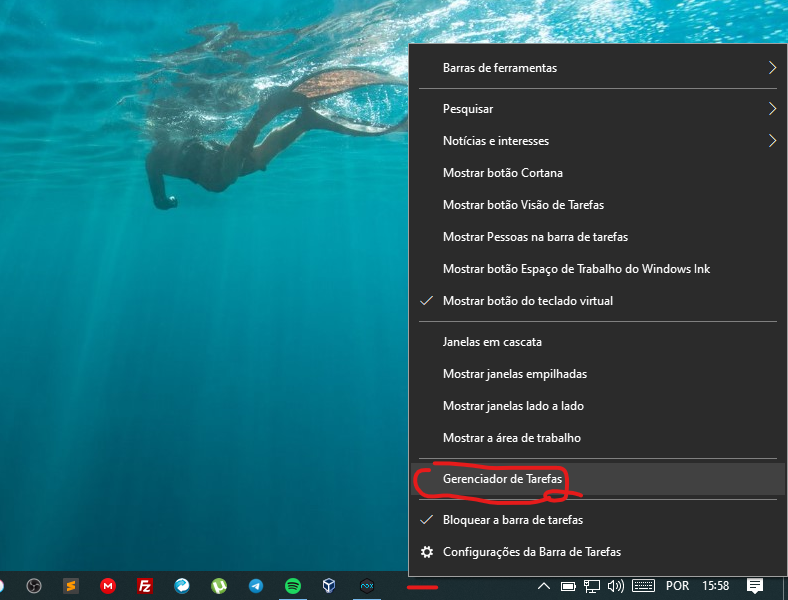 Barras de ferramentas
Pesquisar
Notícias e interesses
Mostrar botão Cortana
Mostrar botão Visão de Tarefas
Mostrar Pessoas na barra de tarefas
Mostrar botão Espaço de Trabalho do Windows Ink
Mostrar botão do teclado virtual
Janelas em cascata
Mostrar janelas empilhadas
Mostrar janelas lado a lado
Mostrar a área de trabalho
Gerenciador de Tarefas
Bloquear a barra de tarefas
Configurações da Barra de Tarefas
POR 15:58